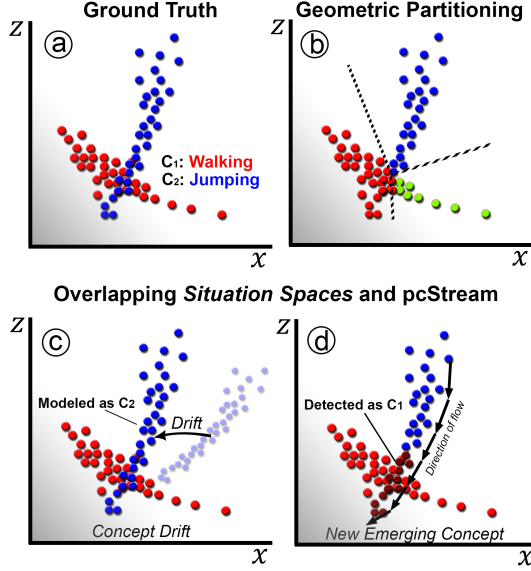 Ground Truth
Geometric Partitioning
z
a
C1: Walking
C2: Jumping
x
z
b
x
Overlapping Situation Spaces and pcStream
z
c
Modeled as C2
Drift
Concept Drift
x
z
d
Detected as C1
Direction of flow
New Emerging Concept
x